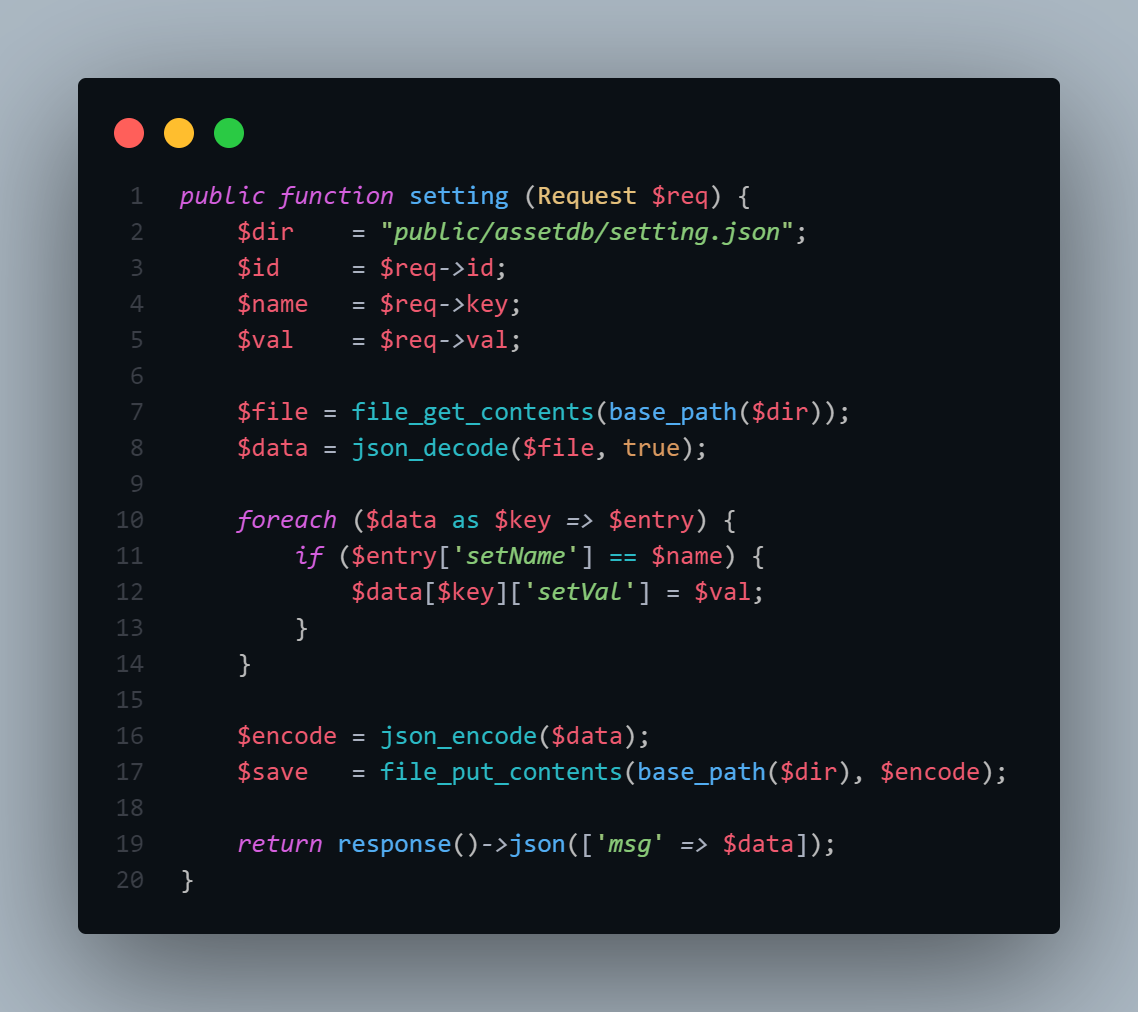 1 public function setting (Request $req) {
2     $dir    = "public/assetdb/setting.json";
3     $id     = $req->id;
4     $name   = $req->key;
5     $val    = $req->val;
6
7     $file = file_get_contents(base_path($dir));
8     $data = json_decode($file, true);
9
10     foreach ($data as $key => $entry) {
11         if ($entry['setName'] == $name) {
12             $data[$key]['setVal'] = $val;
13         }
14     }
15
16     $encode = json_encode($data);
17     $save   = file_put_contents(base_path($dir), $encode);
18
19     return response()->json(['msg' => $data]);
20 }